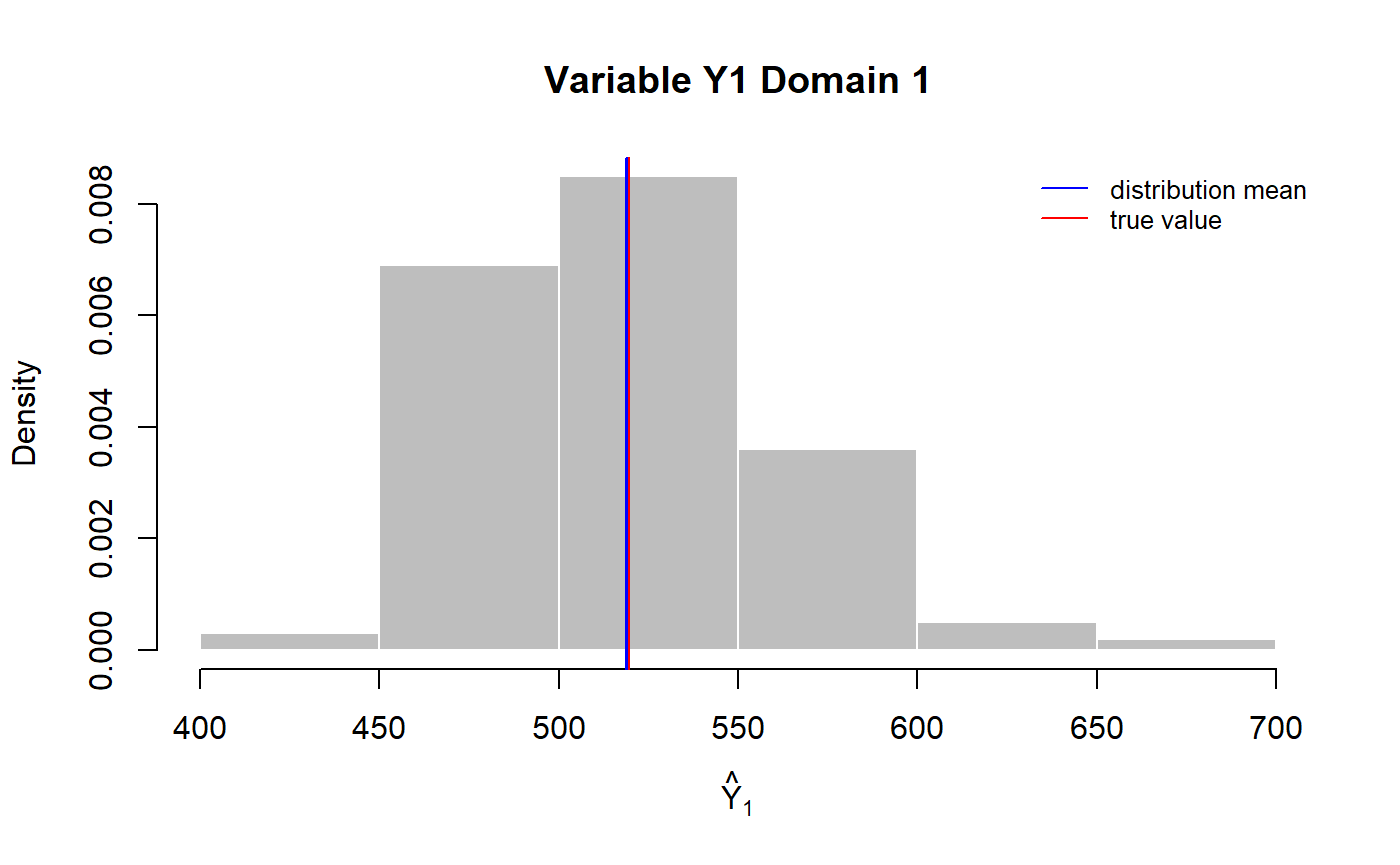 Variable Y1 Domain 1
distribution mean
true value
Density
0.008
0.006
0.004
0.002
0.000
400 450 500 550 600 650 700
Ŷ₁